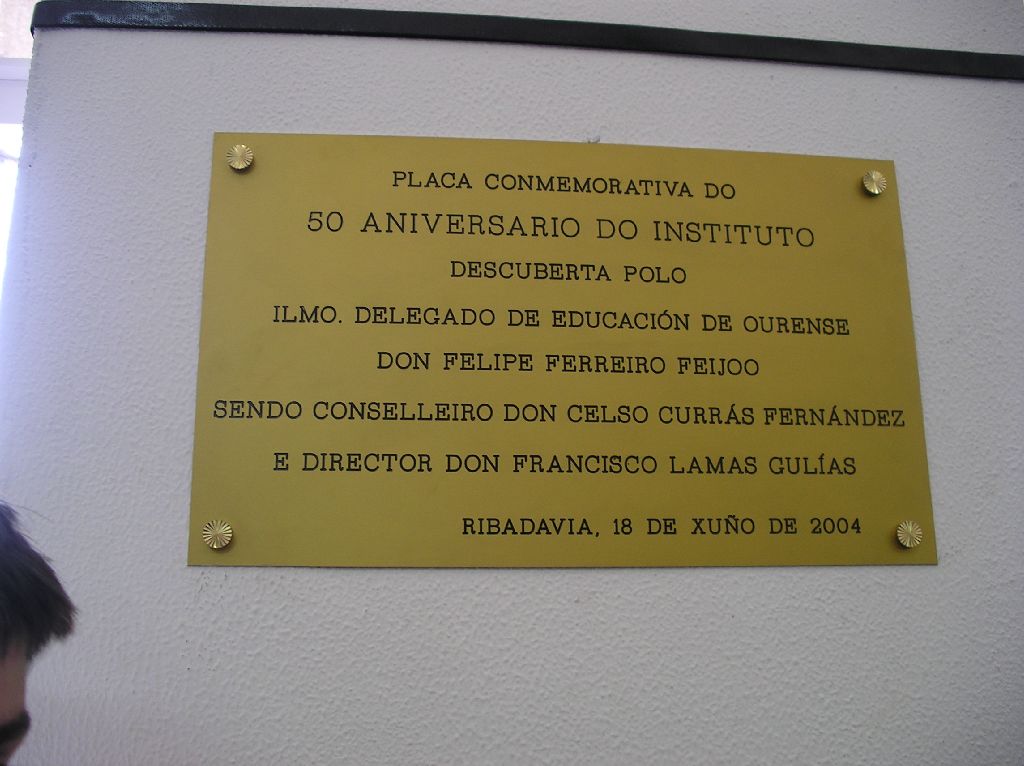 PLACA CONMEMORATIVA DO
50 ANIVERSARIO DO INSTITUTO
DESCUBERTA POLO
ILMO. DELEGADO DE EDUCACIÓN DE OURENSE
DON FELIPE FERREIRO FEIJOO
SENDO CONSELLEIRO DON CELSO CURRÁS FERNÁNDEZ
E DIRECTOR DON FRANCISCO LAMAS GULÍAS
RIBADAVIA, 18 DE XUÑO DE 2004